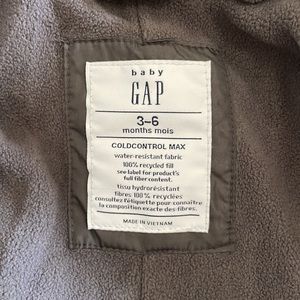 baby
GAP
3–6
months mois
COLDCONTROL MAX
water-resistant fabric
100% recycled fill
see label for product's
full fiber content.
tissu hydrorésistant
fibres 100 % recyclées
consultez l'étiquette pour connaître
la composition exacte des fibres.
MADE IN VIETNAM